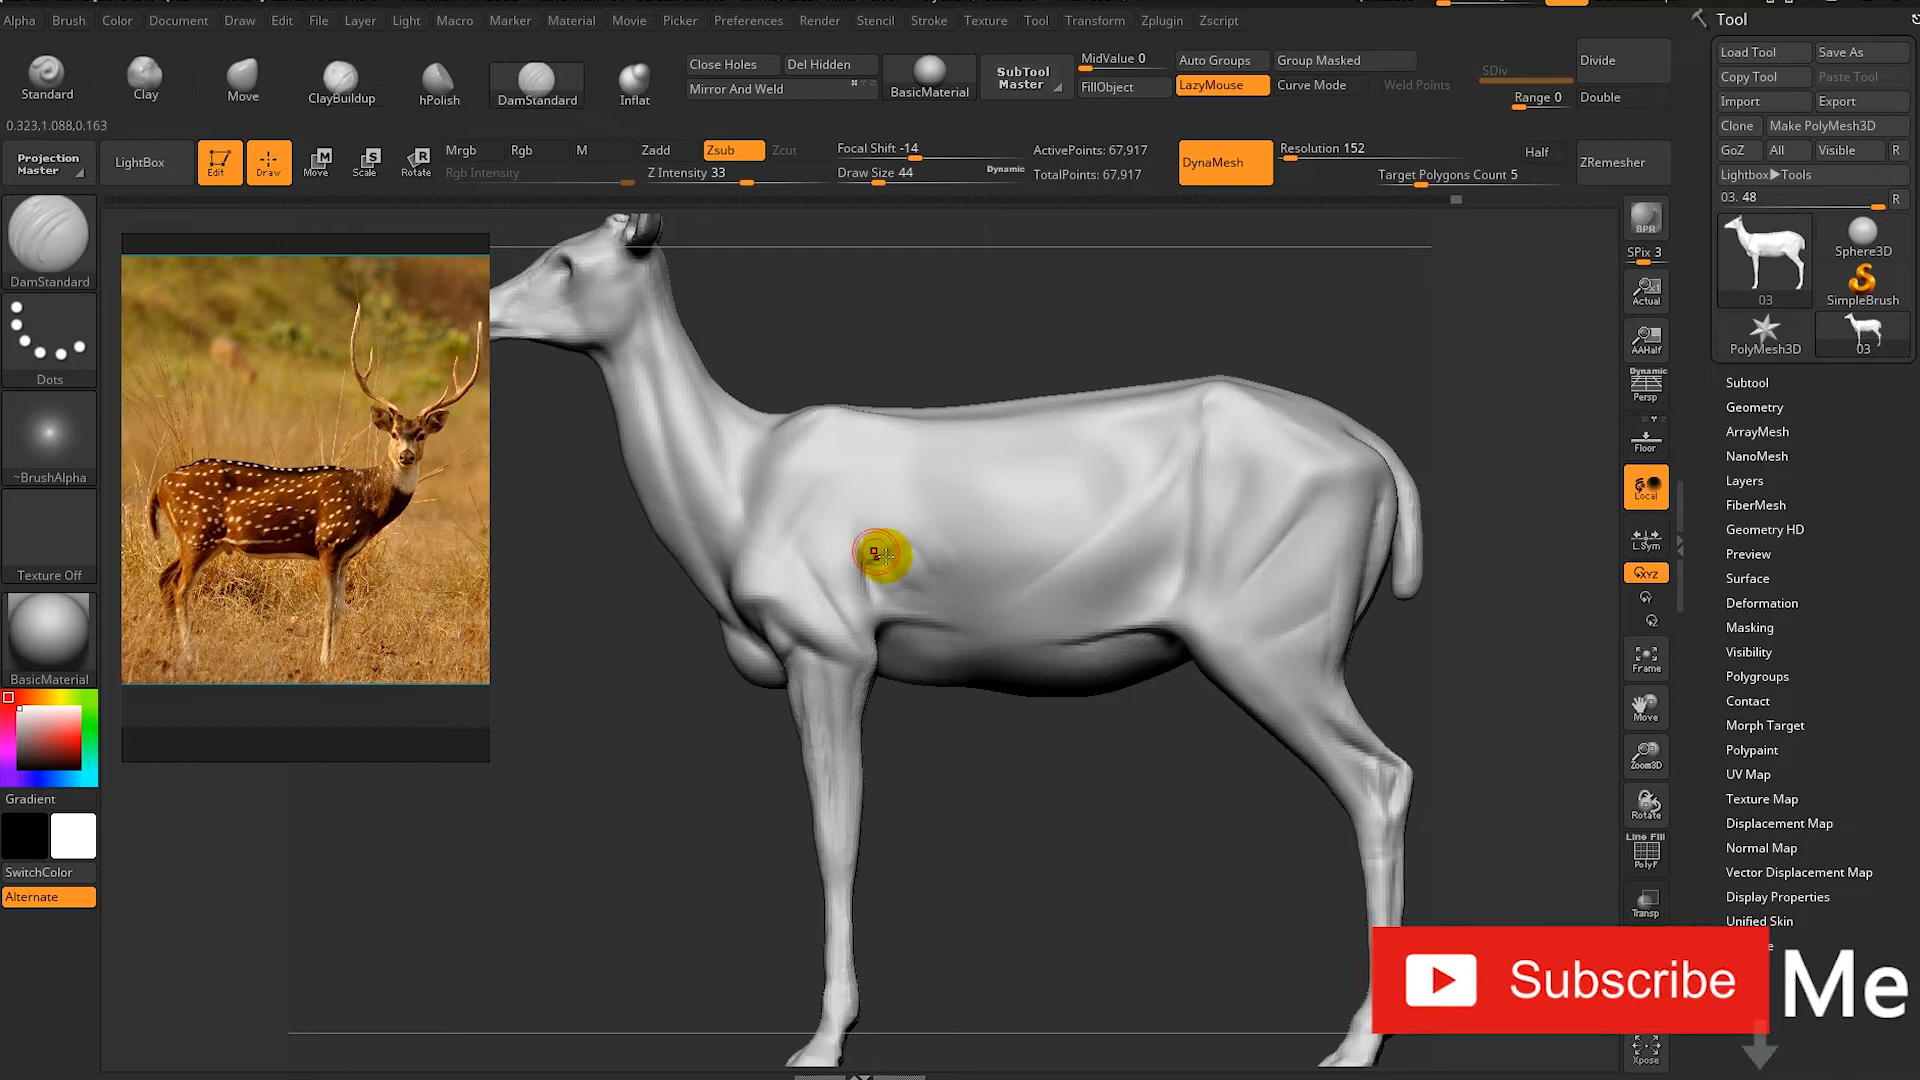 Alpha Brush Color Document Draw Edit File Layer Light Macro Marker Material Movie Picker Preferences Render Stencil Stroke Texture Tool Transform Zplugin Zscript
Tool
Standard
Clay
Move
ClayBuildup
hPolish
DamStandard
Inflat
Close Holes
Del Hidden
Mirror And Weld
BasicMaterial
SubTool
Master
MidValue 0
FillObject
Auto Groups
Group Masked
LazyMouse
Curve Mode
Weld Points
SDiv
Range 0
Divide
Double
0.323,1.088,0.163
Projection
Master
LightBox
Edit
Draw
Move
Scale
Rotate
Mrgb
Rgb
M
Rgb Intensity
Zadd
Zsub
Zcut
Z Intensity 33
Focal Shift -14
Draw Size 44
Dynamic
ActivePoints: 67,917
TotalPoints: 67,917
DynaMesh
Resolution 152
Half
Target Polygons Count 5
ZRemesher
Load Tool
Save As
Copy Tool
Paste Tool
Import
Export
Clone
Make PolyMesh3D
GoZ
All
Visible
R
Lightbox▶Tools
03. 48
R
03
Sphere3D
SimpleBrush
PolyMesh3D
03
Subtool
Geometry
ArrayMesh
NanoMesh
Layers
FiberMesh
Geometry HD
Preview
Surface
Deformation
Masking
Visibility
Polygroups
Contact
Morph Target
Polypaint
UV Map
Texture Map
Displacement Map
Normal Map
Vector Displacement Map
Display Properties
Unified Skin
DamStandard
Dots
~BrushAlpha
Texture Off
BasicMaterial
Gradient
SwitchColor
Alternate
BPR
SPix 3
Actual
AAHalf
Dynamic
Persp
Floor
Local
L.Sym
XYZ
Frame
Move
Zoom3D
Rotate
Line Fill
PolyF
Transp
Xpose
Subscribe
Me